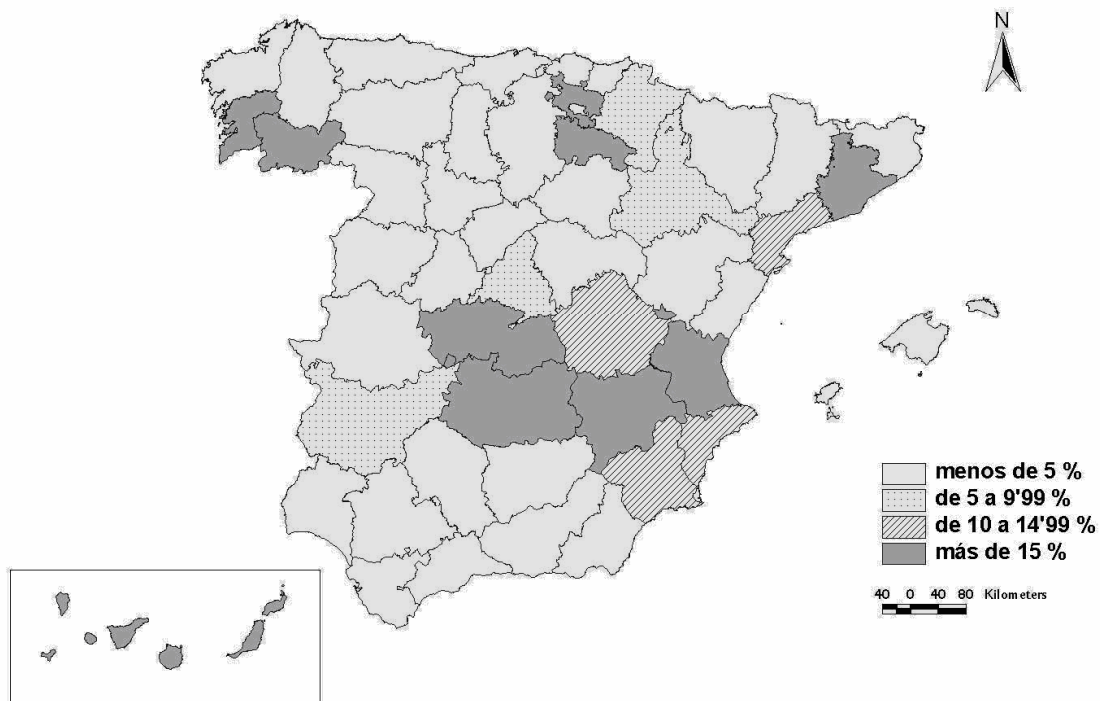 N
menos de 5 %
de 5 a 9'99 %
de 10 a 14'99 %
más de 15 %
40 0 40 80 Kilometers